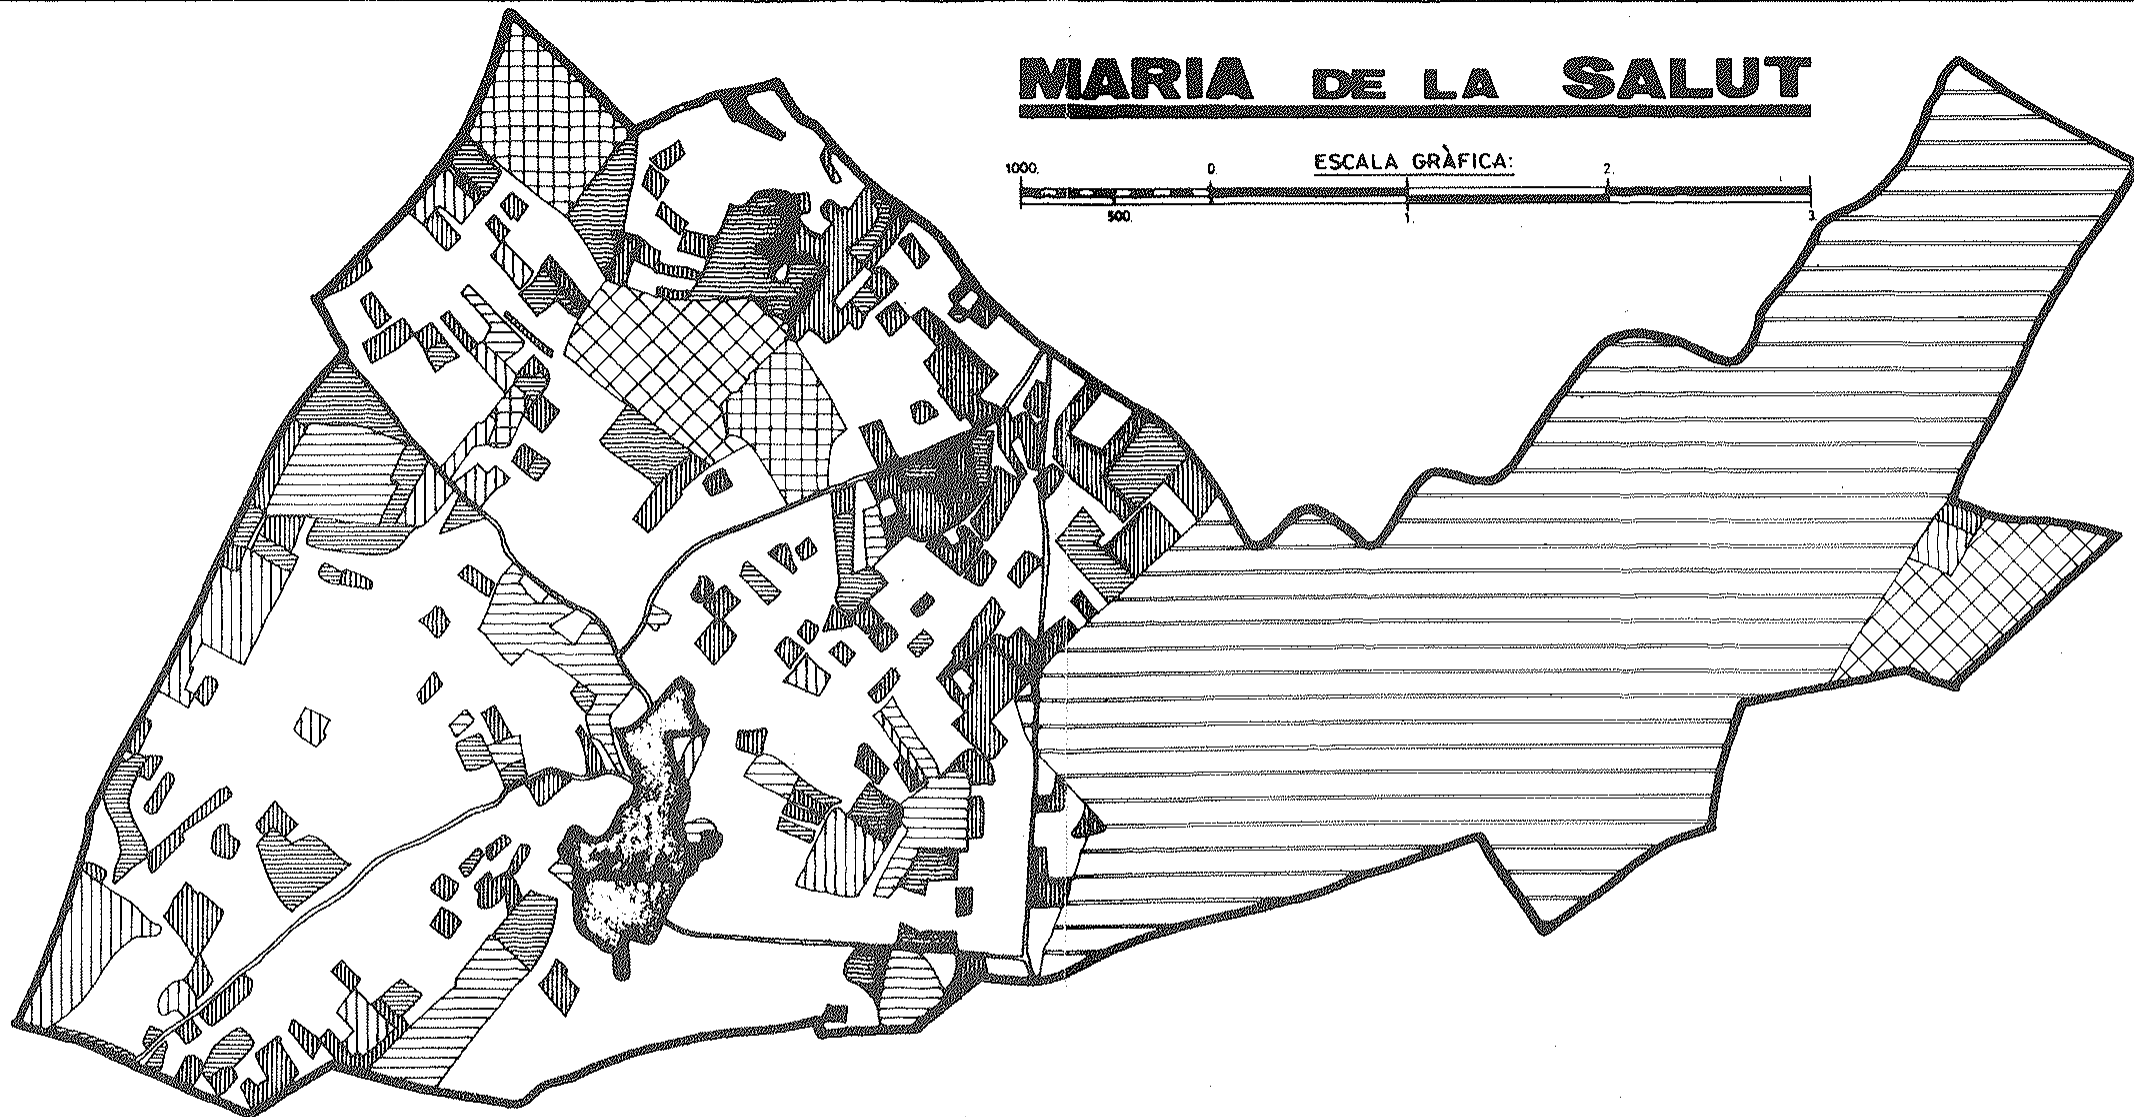 MARIA DE LA SALUT
ESCALA GRÀFICA:
1000. 0. 2.
500. 1. 3.